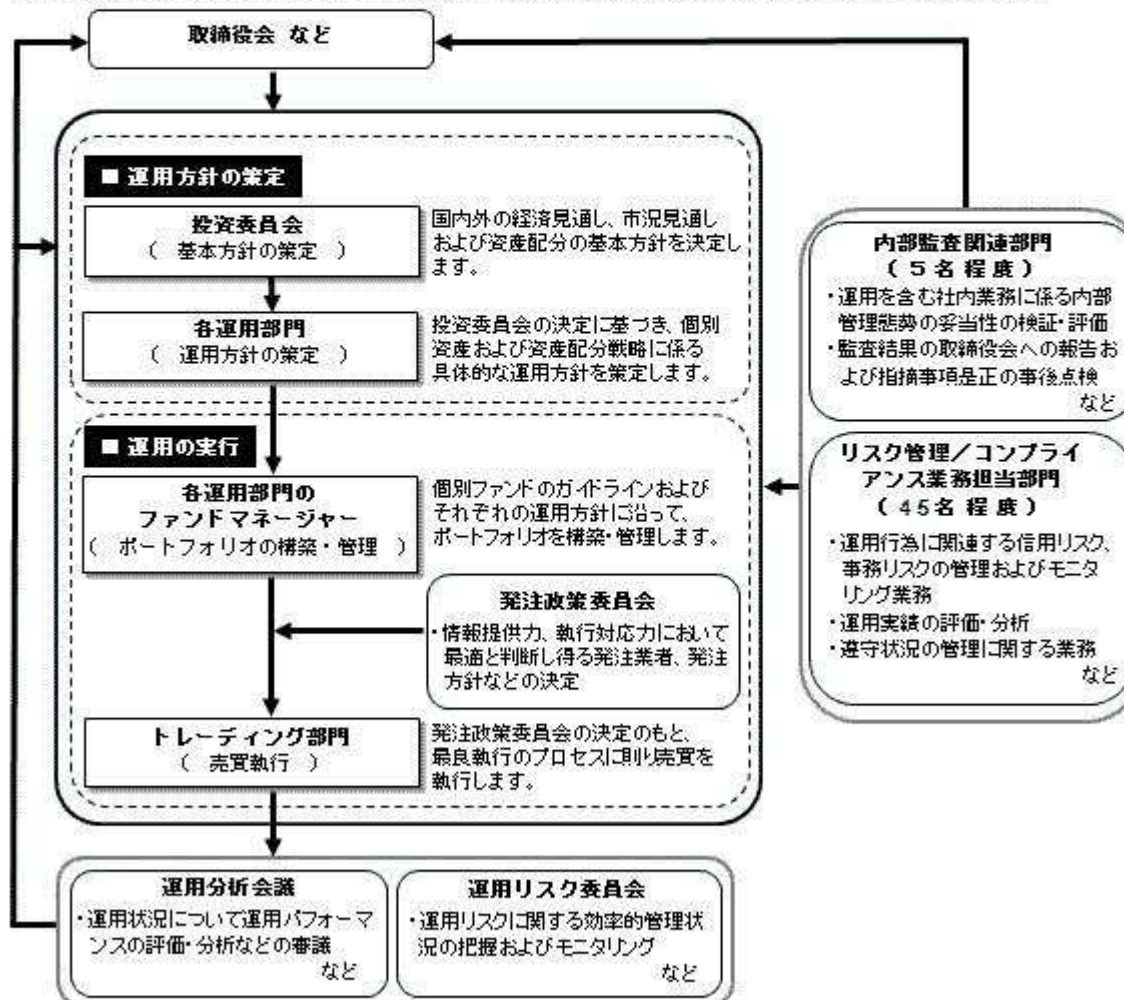 取締役会 など
■ 運用方針の策定
投資委員会
( 基本方針の策定 )
国内外の経済見通し、市況見通し
および資産配分の基本方針を決定し
ます。
各運用部門
( 運用方針の策定 )
投資委員会の決定に基づき、個別
資産および資産配分戦略に係る
具体的な運用方針を策定します。
■ 運用の実行
各運用部門の
ファンドマネージャー
( ポートフォリオの構築・管理 )
個別ファンドのガイドラインおよび
それぞれの運用方針に沿って、
ポートフォリオを構築・管理します。
発注政策委員会
・情報提供力、執行対応力において
最適と判断し得る発注業者、発注
方針などの決定
トレーディング部門
( 売買執行 )
発注政策委員会の決定のもと、
最良執行のプロセスに則り売買を
執行します。
運用分析会議
・運用状況について運用パフォーマ
ンスの評価・分析などの審議
など
運用リスク委員会
・運用リスクに関する効率的管理状
況の把握およびモニタリング
など
内部監査関連部門
(5名程度)
・運用を含む社内業務に係る内部
管理態勢の妥当性の検証・評価
・監査結果の取締役会への報告お
よび指摘事項是正の事後点検
など
リスク管理/コンプライ
アンス業務担当部門
(45名程度)
・運用行為に関連する信用リスク、
事務リスクの管理およびモニタ
リング業務
・運用実績の評価・分析
・遵守状況の管理に関する業務
など